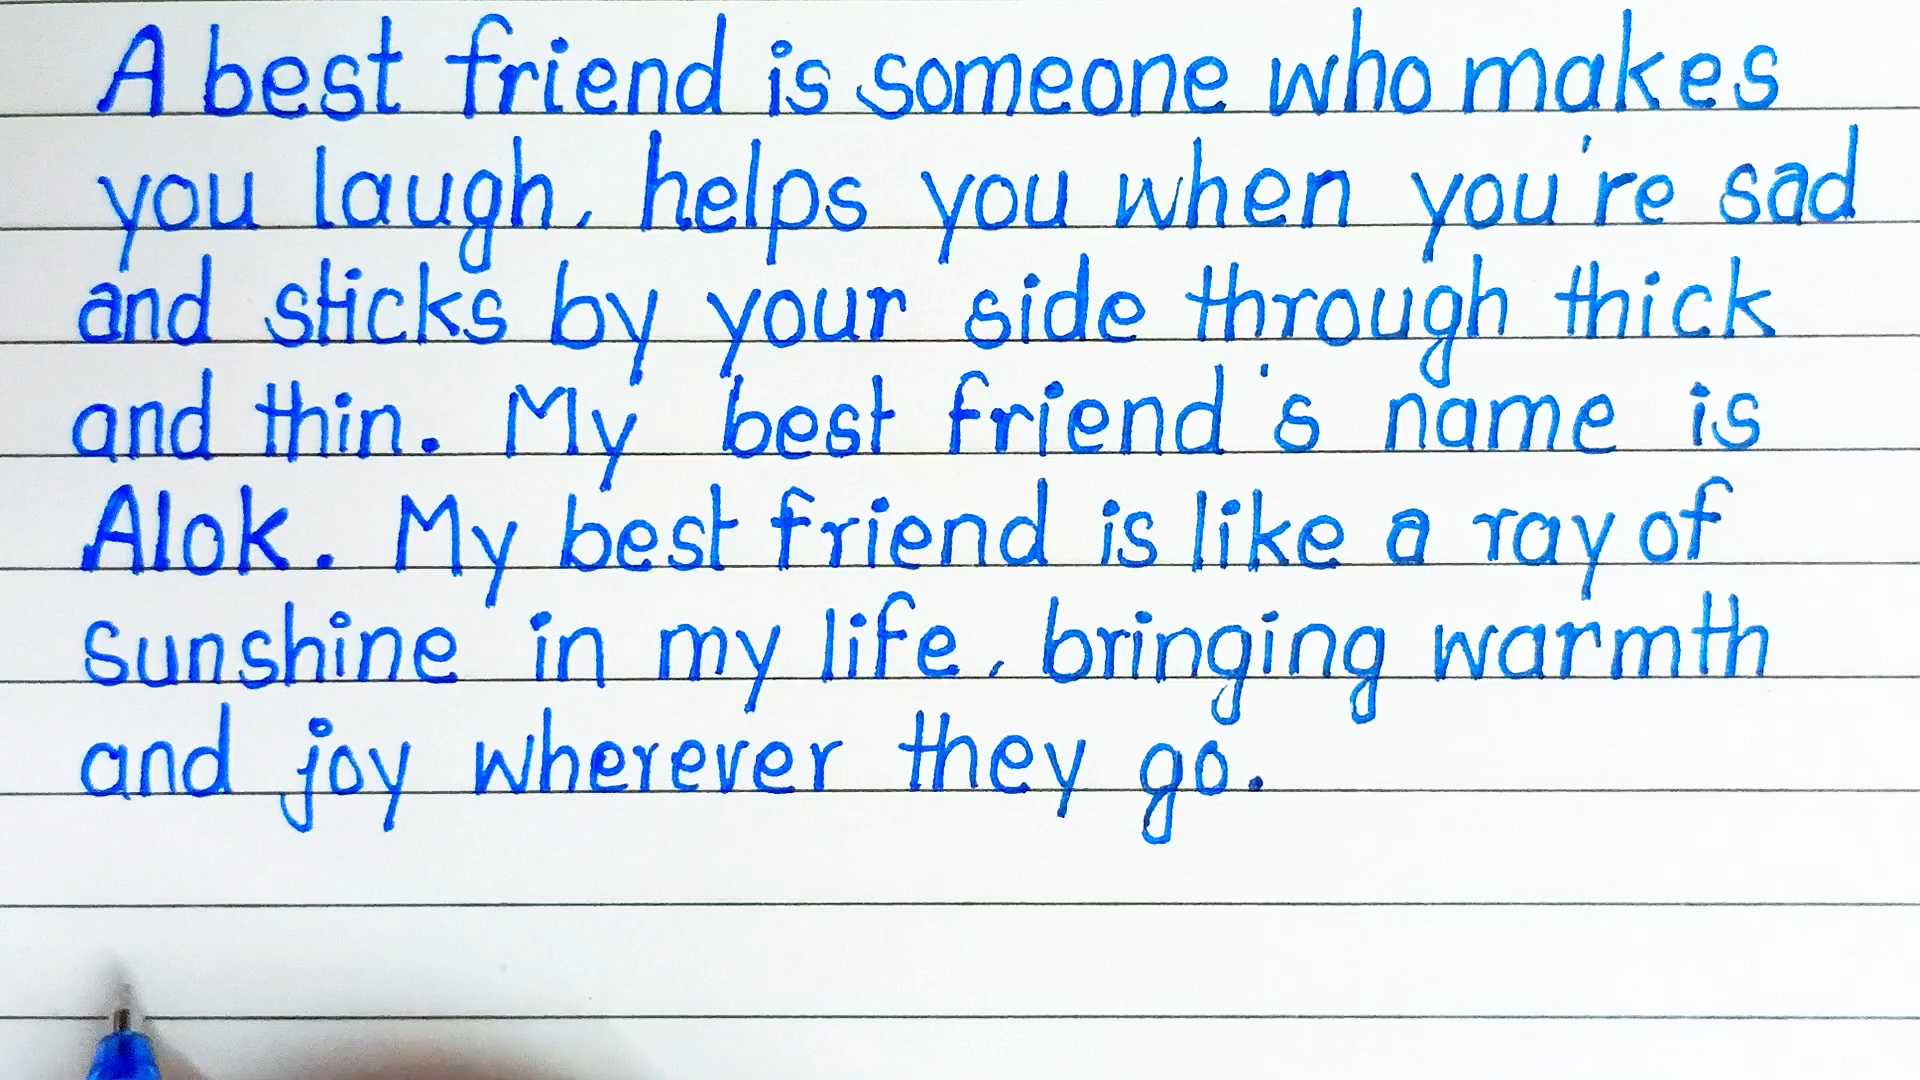 A best friend is someone who makes
you laugh, helps you when you're sad
and sticks by your side through thick
and thin. My best friend's name is
Alok. My best friend is like a ray of
sunshine in my life, bringing warmth
and joy wherever they go.